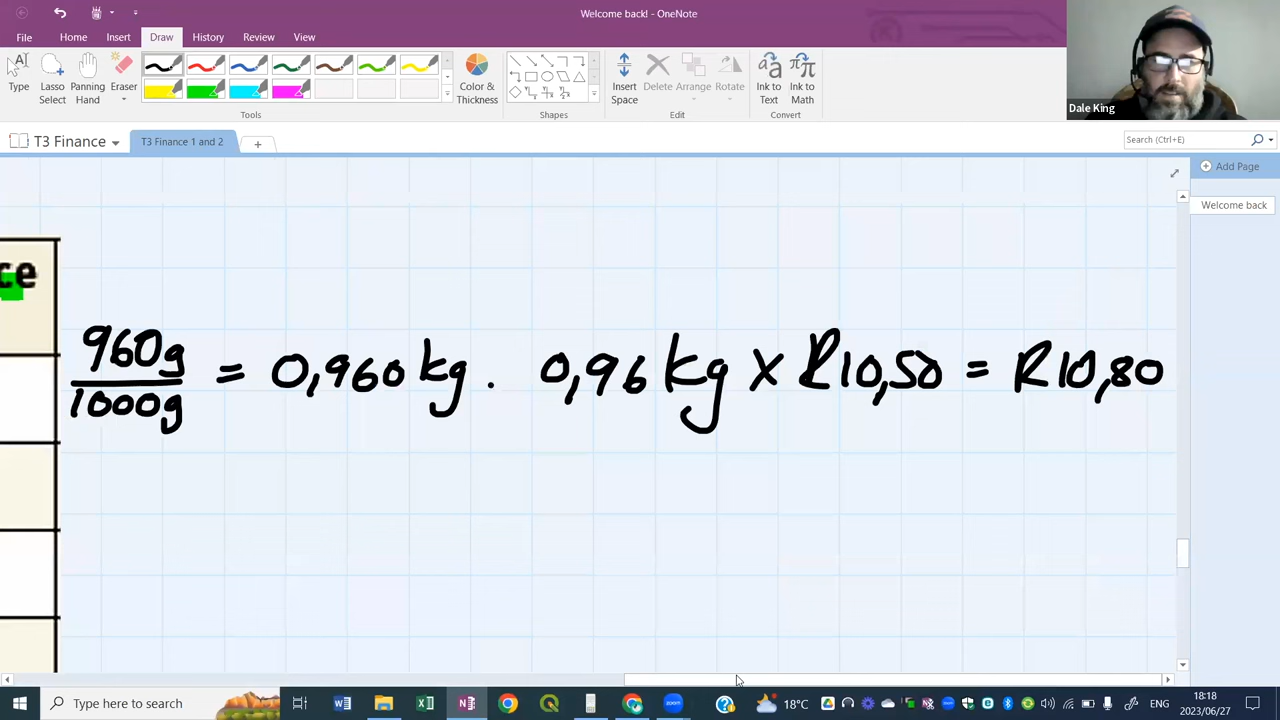 Welcome back! - OneNote
File Home Insert Draw History Review View
Type
Lasso Select
Panning Hand
Eraser
Color & Thickness
Insert Space
Delete
Arrange
Rotate
Ink to Text
Ink to Math
Tools
Shapes
Edit
Convert
Dale King
T3 Finance
T3 Finance 1 and 2
Search (Ctrl+E)
Add Page
Welcome back
ce
960g
1000g
= 0,960 kg . 0,96 kg X R10,50 = R10,80
Type here to search
18°C
ENG
18:18
2023/06/27